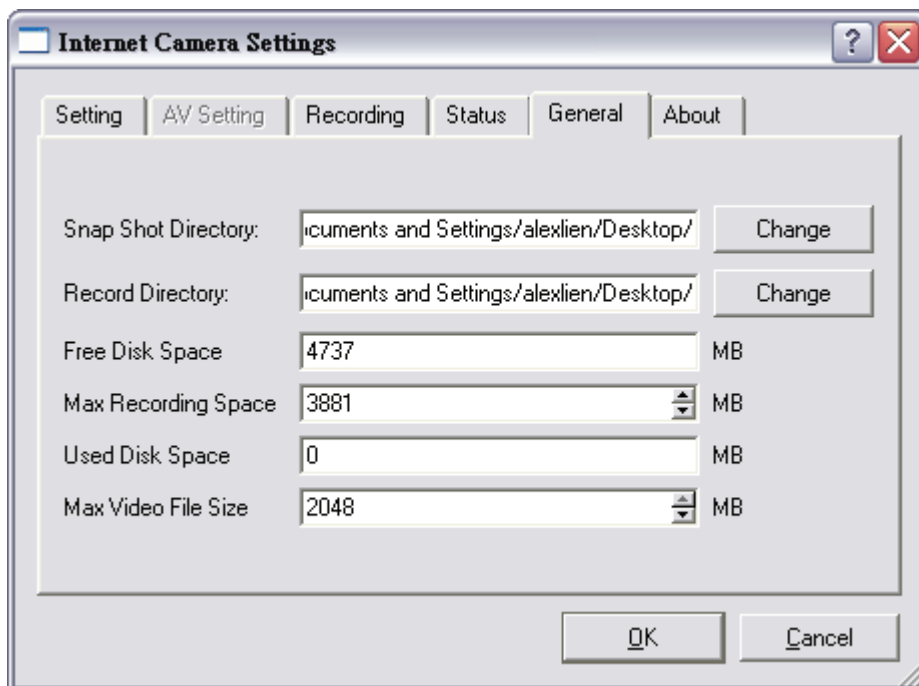 Internet Camera Settings
Setting AV Setting Recording Status General About
Snap Shot Directory: ocuments and Settings/alexlien/Desktop/ Change
Record Directory: ocuments and Settings/alexlien/Desktop/ Change
Free Disk Space 4737 MB
Max Recording Space 3881 MB
Used Disk Space 0 MB
Max Video File Size 2048 MB
OK Cancel